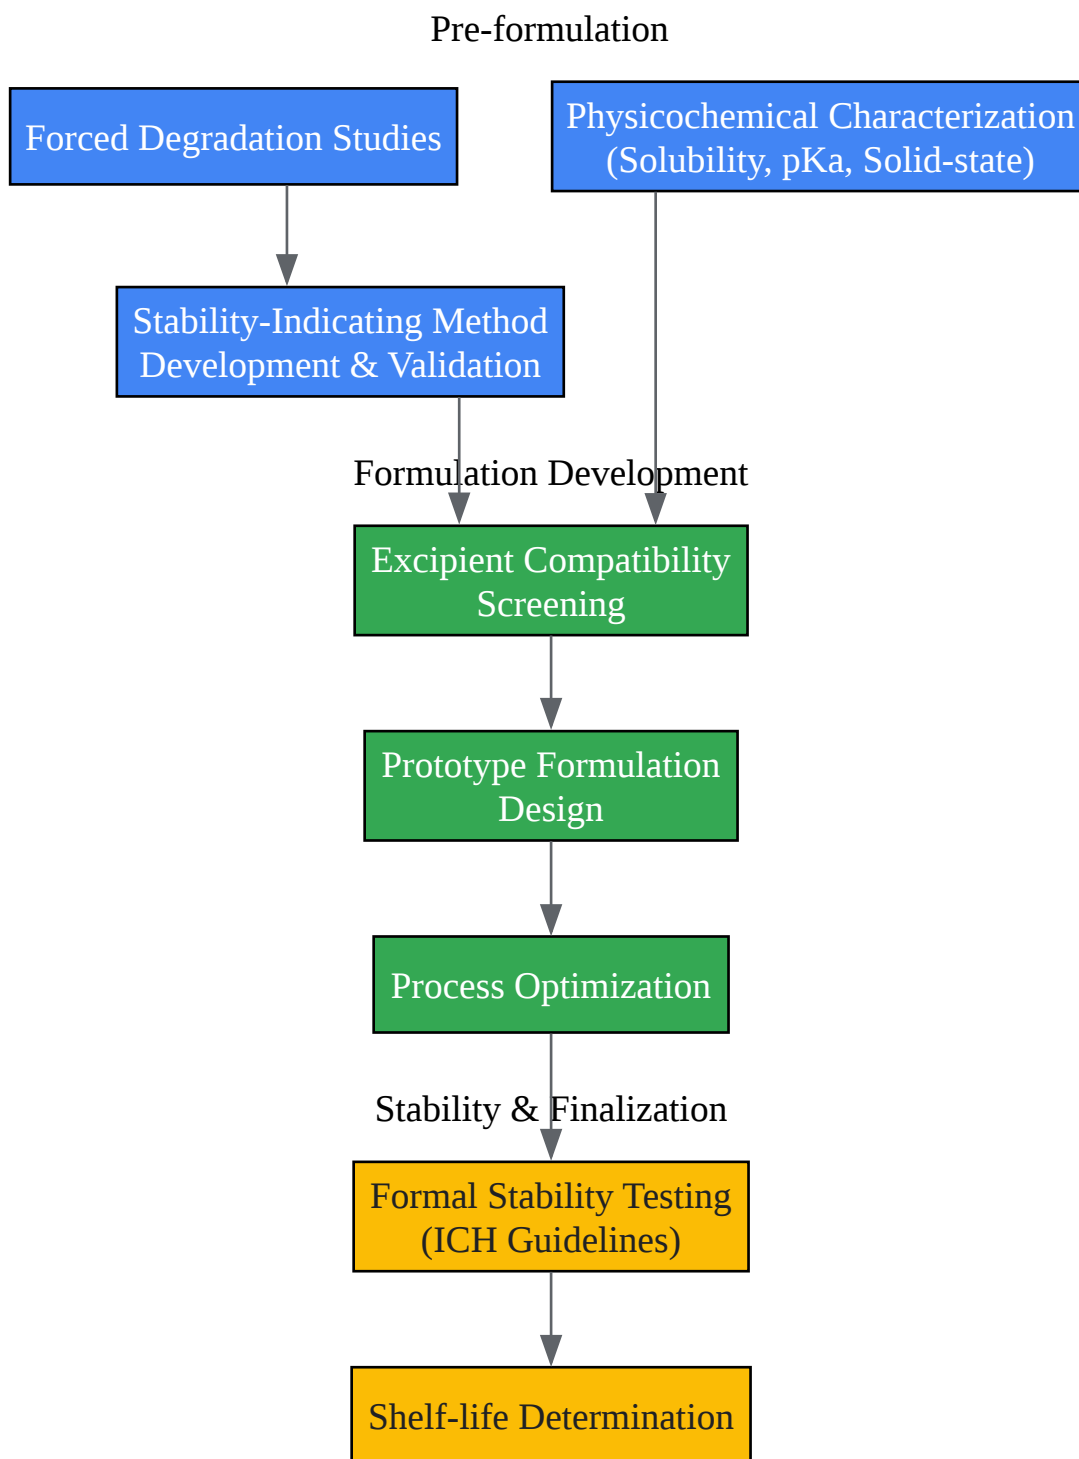 Pre-formulation
Forced Degradation Studies
Physicochemical Characterization
(Solubility, pKa, Solid-state)
Stability-Indicating Method
Development & Validation
Formulation Development
Excipient Compatibility
Screening
Prototype Formulation
Design
Process Optimization
Stability & Finalization
Formal Stability Testing
(ICH Guidelines)
Shelf-life Determination